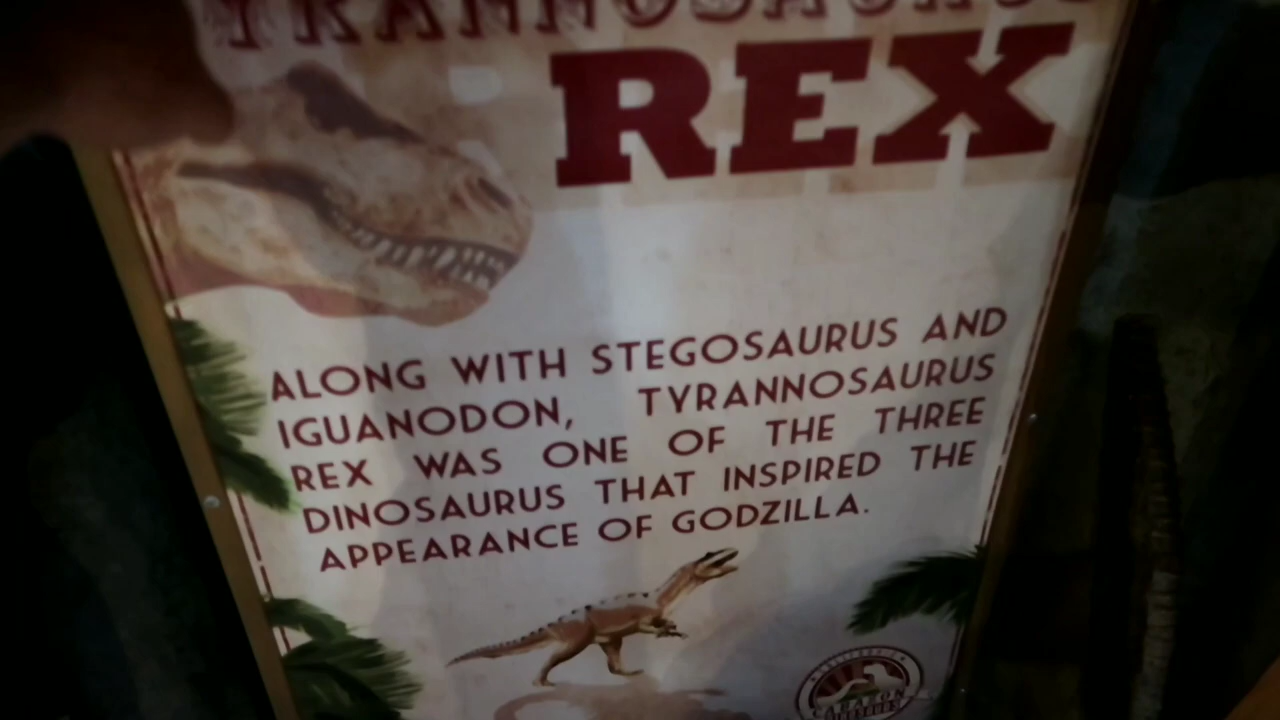 TYRANNOSAURUS
REX
ALONG WITH STEGOSAURUS AND
IGUANODON, TYRANNOSAURUS
REX WAS ONE OF THE THREE
DINOSAURUS THAT INSPIRED THE
APPEARANCE OF GODZILLA.